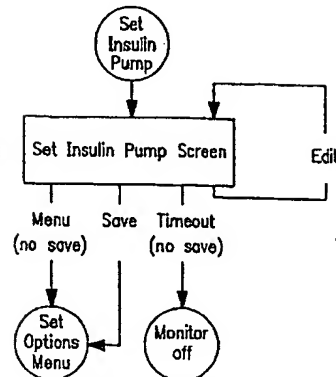 Set
Insulin
Pump
Set Insulin Pump Screen
Edit
Menu
(no save)
Save
Timeout
(no save)
Set
Options
Menu
Monitor
off